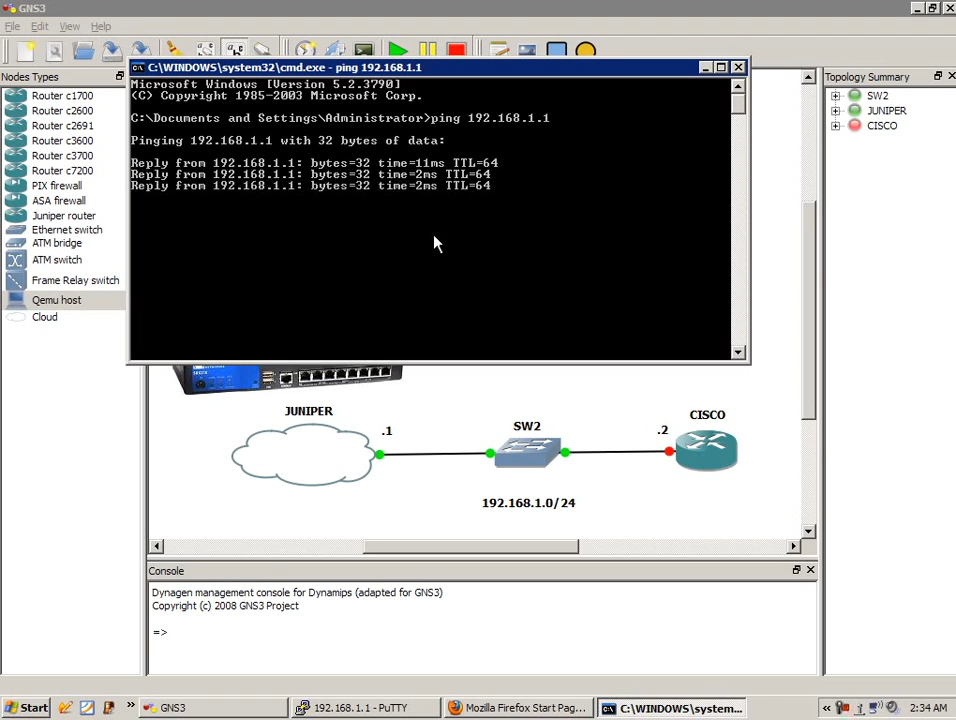 GNS3
File Edit View Help
C:\WINDOWS\system32\cmd.exe - ping 192.168.1.1
Microsoft Windows [Version 5.2.3790]
(C) Copyright 1985-2003 Microsoft Corp.
C:\Documents and Settings\Administrator>ping 192.168.1.1
Pinging 192.168.1.1 with 32 bytes of data:
Reply from 192.168.1.1: bytes=32 time=11ms TTL=64
Reply from 192.168.1.1: bytes=32 time=2ms TTL=64
Reply from 192.168.1.1: bytes=32 time=2ms TTL=64
Nodes Types
Router c1700
Router c2600
Router c2691
Router c3600
Router c3700
Router c7200
PIX firewall
ASA firewall
Juniper router
Ethernet switch
ATM bridge
ATM switch
Frame Relay switch
Qemu host
Cloud
Topology Summary
SW2
JUNIPER
CISCO
JUNIPER
.1
SW2
.2
CISCO
192.168.1.0/24
Console
Dynagen management console for Dynamips (adapted for GNS3)
Copyright (c) 2008 GNS3 Project
=>
Start
GNS3
192.168.1.1 - PuTTY
Mozilla Firefox Start Pag...
C:\WINDOWS\system...
2:34 AM